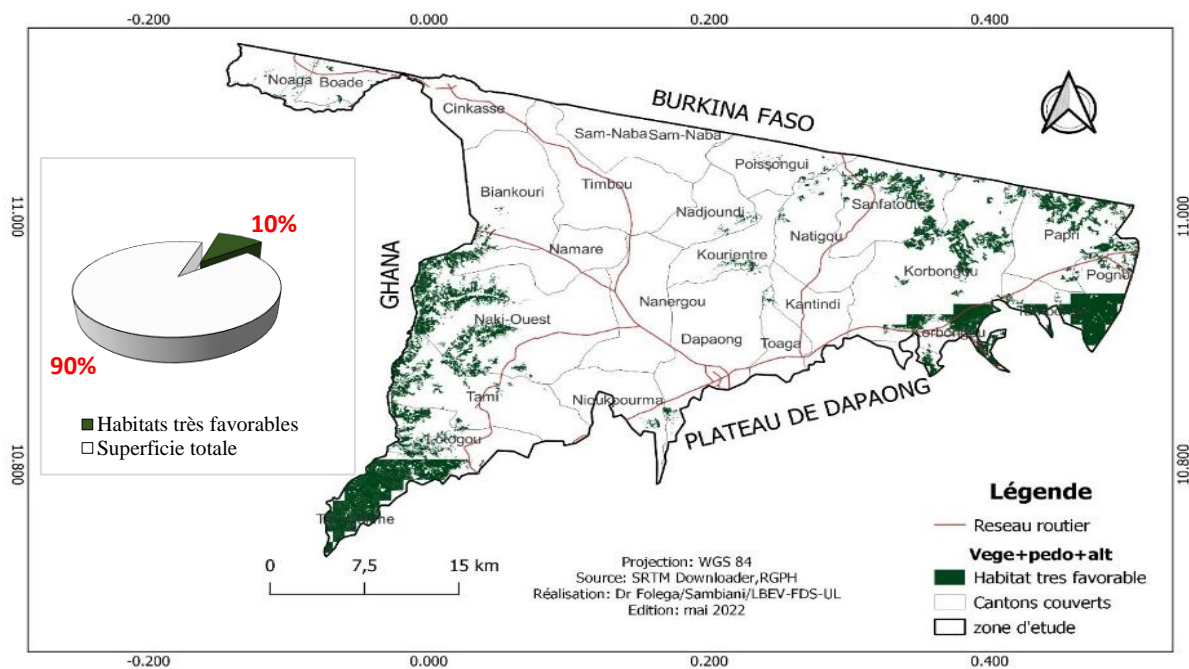 -0.200 0.000 0.200 0.400
11.000
10.800
11.000
10.800
BURKINA FASO
GHANA
PLATEAU DE DAPAONG
Noaga
Boade
Cinkasse
Sam-Naba
Sam-Naba
Poissongui
Timbou
Biankouri
Nadjoundi
Sanfatoute
Natigou
Papri
Namare
Kourientre
Korbongou
Pogno
Nanergou
Kantindi
Naki-Ouest
Dapaong
Toaga
Korbongou
Tami
Nioukpourma
Lotogou
10%
90%
Habitats très favorables
Superficie totale
0 7,5 15 km
Projection: WGS 84
Source: SRTM Downloader,RGPH
Réalisation: Dr Folega/Sambiani/LBEV-FDS-UL
Edition: mai 2022
Légende
Reseau routier
Vege+pedo+alt
Habitat tres favorable
Cantons couverts
zone d'etude
-0.200 0.000 0.200 0.400